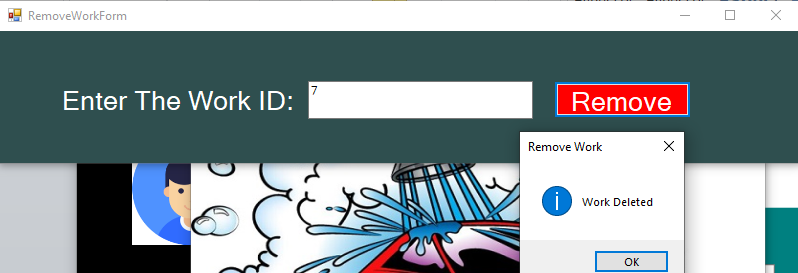 RemoveWorkForm
Enter The Work ID:
7
Remove
Remove Work
Work Deleted
OK